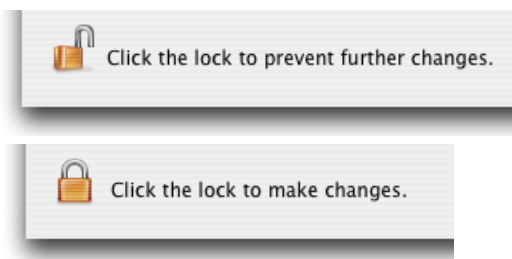 Click the lock to prevent further changes.
Click the lock to make changes.